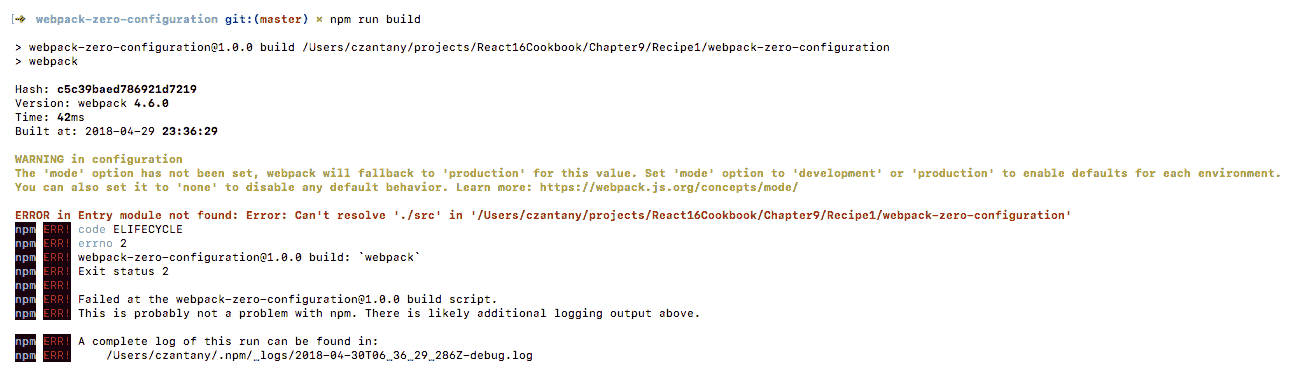 [➜ webpack-zero-configuration git:(master) ✗ npm run build
> webpack-zero-configuration@1.0.0 build /Users/czantany/projects/React16Cookbook/Chapter9/Recipe1/webpack-zero-configuration
> webpack
Hash: c5c39baed786921d7219
Version: webpack 4.6.0
Time: 42ms
Built at: 2018-04-29 23:36:29
WARNING in configuration
The 'mode' option has not been set, webpack will fallback to 'production' for this value. Set 'mode' option to 'development' or 'production' to enable defaults for each environment.
You can also set it to 'none' to disable any default behavior. Learn more: https://webpack.js.org/concepts/mode/
ERROR in Entry module not found: Error: Can't resolve './src' in '/Users/czantany/projects/React16Cookbook/Chapter9/Recipe1/webpack-zero-configuration'
npm ERR! code ELIFECYCLE
npm ERR! errno 2
npm ERR! webpack-zero-configuration@1.0.0 build: `webpack`
npm ERR! Exit status 2
npm ERR!
npm ERR! Failed at the webpack-zero-configuration@1.0.0 build script.
npm ERR! This is probably not a problem with npm. There is likely additional logging output above.
npm ERR! A complete log of this run can be found in:
npm ERR!     /Users/czantany/.npm/_logs/2018-04-30T06_36_29_286Z-debug.log